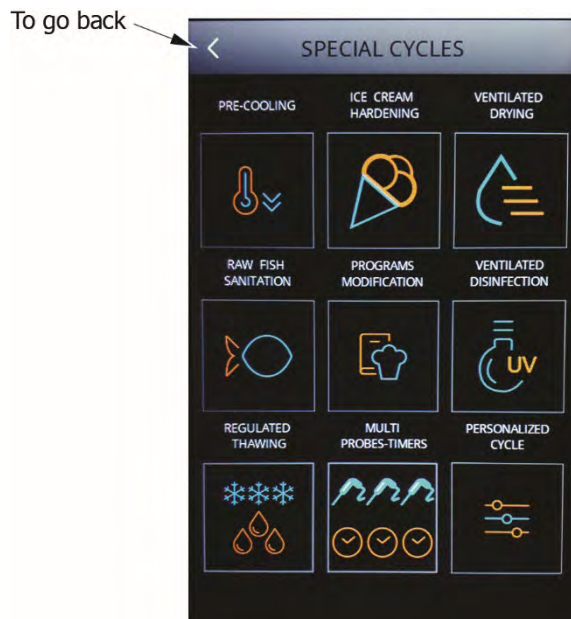 To go back
SPECIAL CYCLES
PRE-COOLING
ICE CREAM
HARDENING
VENTILATED
DRYING
RAW FISH
SANITATION
PROGRAMS
MODIFICATION
VENTILATED
DISINFECTION
UV
REGULATED
THAWING
MULTI
PROBES-TIMERS
PERSONALIZED
CYCLE